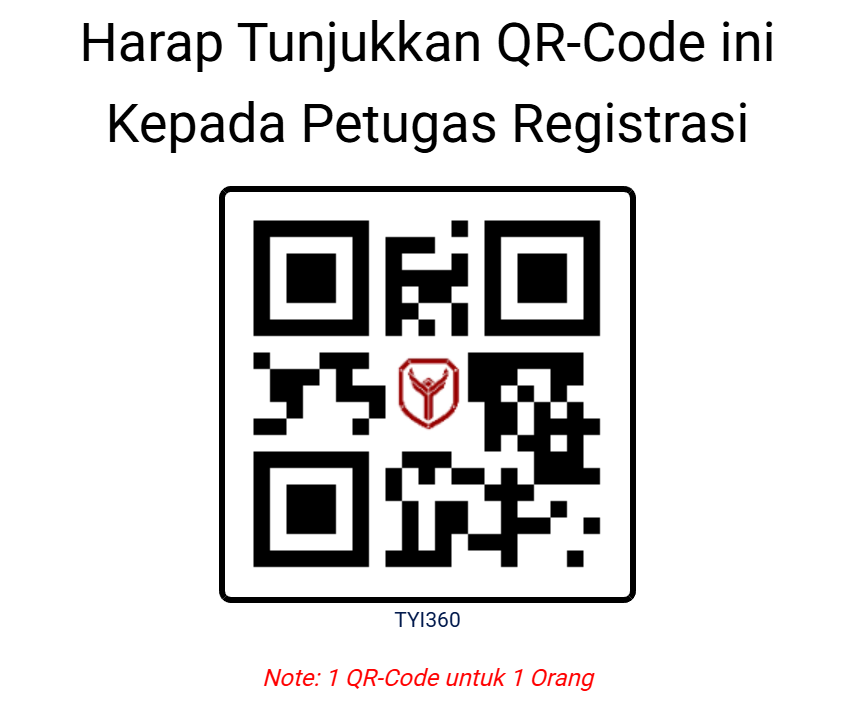 Harap Tunjukkan QR-Code ini
Kepada Petugas Registrasi
TYI360
Note: 1 QR-Code untuk 1 Orang